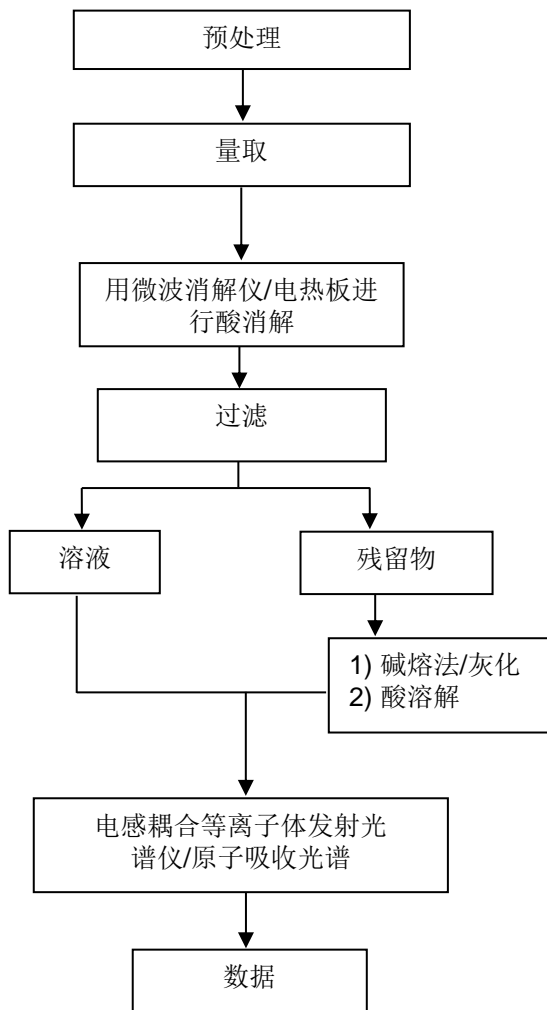 预处理
量取
用微波消解仪/电热板进
行酸消解
过滤
溶液
残留物
1) 碱熔法/灰化
2) 酸溶解
电感耦合等离子体发射光
谱仪/原子吸收光谱
数据